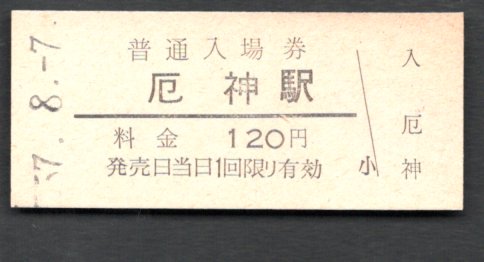 57. 8. -7.
普通入場券
厄神駅
料金 120円
発売日当日1回限り有効
小
入
厄神